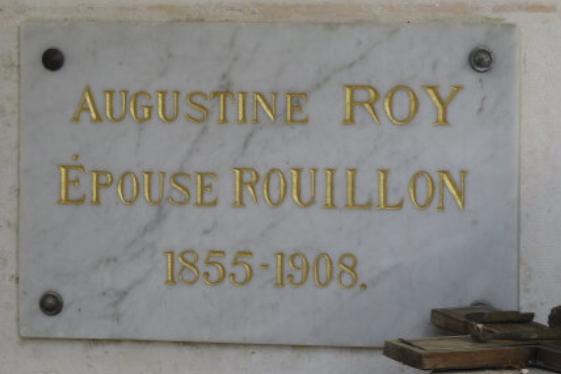 AUGUSTINE ROY
ÉPOUSE ROUILLON
1855-1908.